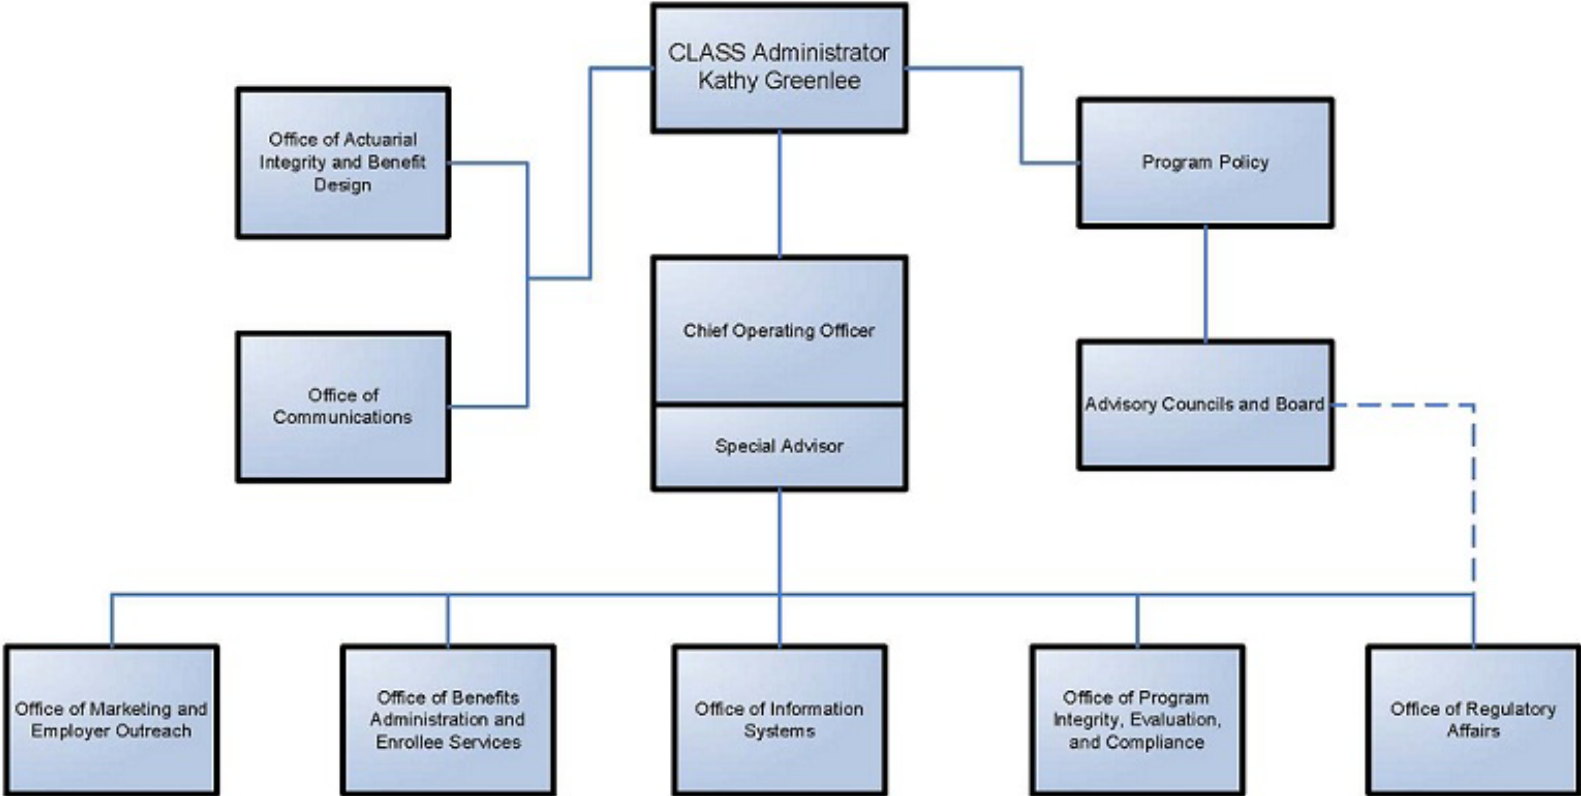 CLASS Administrator
Kathy Greenlee
Office of Actuarial
Integrity and Benefit
Design
Program Policy
Chief Operating Officer
Office of
Communications
Advisory Councils and Board
Special Advisor
Office of Marketing and
Employer Outreach
Office of Benefits
Administration and
Enrollee Services
Office of Information
Systems
Office of Program
Integrity, Evaluation,
and Compliance
Office of Regulatory
Affairs